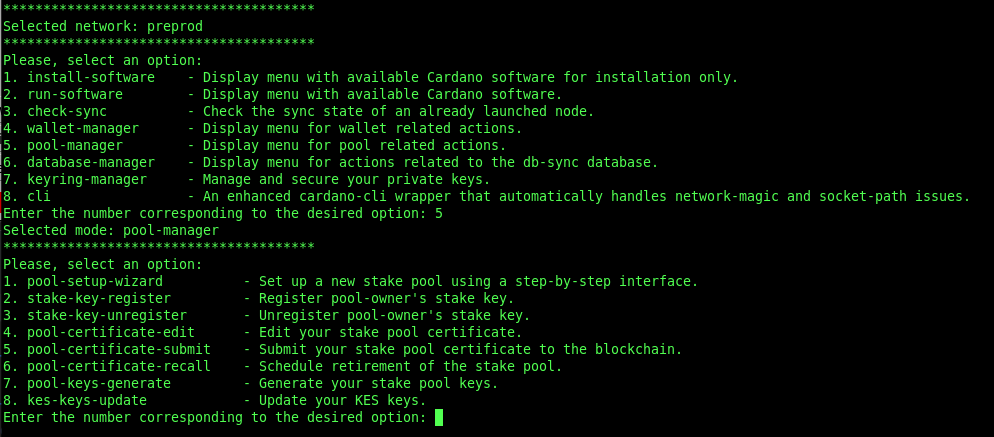 ***************************************
Selected network: preprod
***************************************
Please, select an option:
1. install-software    - Display menu with available Cardano software for installation only.
2. run-software        - Display menu with available Cardano software.
3. check-sync          - Check the sync state of an already launched node.
4. wallet-manager      - Display menu for wallet related actions.
5. pool-manager        - Display menu for pool related actions.
6. database-manager    - Display menu for actions related to the db-sync database.
7. keyring-manager     - Manage and secure your private keys.
8. cli                 - An enhanced cardano-cli wrapper that automatically handles network-magic and socket-path issues.
Enter the number corresponding to the desired option: 5
Selected mode: pool-manager
***************************************
Please, select an option:
1. pool-setup-wizard          - Set up a new stake pool using a step-by-step interface.
2. stake-key-register         - Register pool-owner's stake key.
3. stake-key-unregister       - Unregister pool-owner's stake key.
4. pool-certificate-edit      - Edit your stake pool certificate.
5. pool-certificate-submit    - Submit your stake pool certificate to the blockchain.
6. pool-certificate-recall    - Schedule retirement of the stake pool.
7. pool-keys-generate         - Generate your stake pool keys.
8. kes-keys-update            - Update your KES keys.
Enter the number corresponding to the desired option: